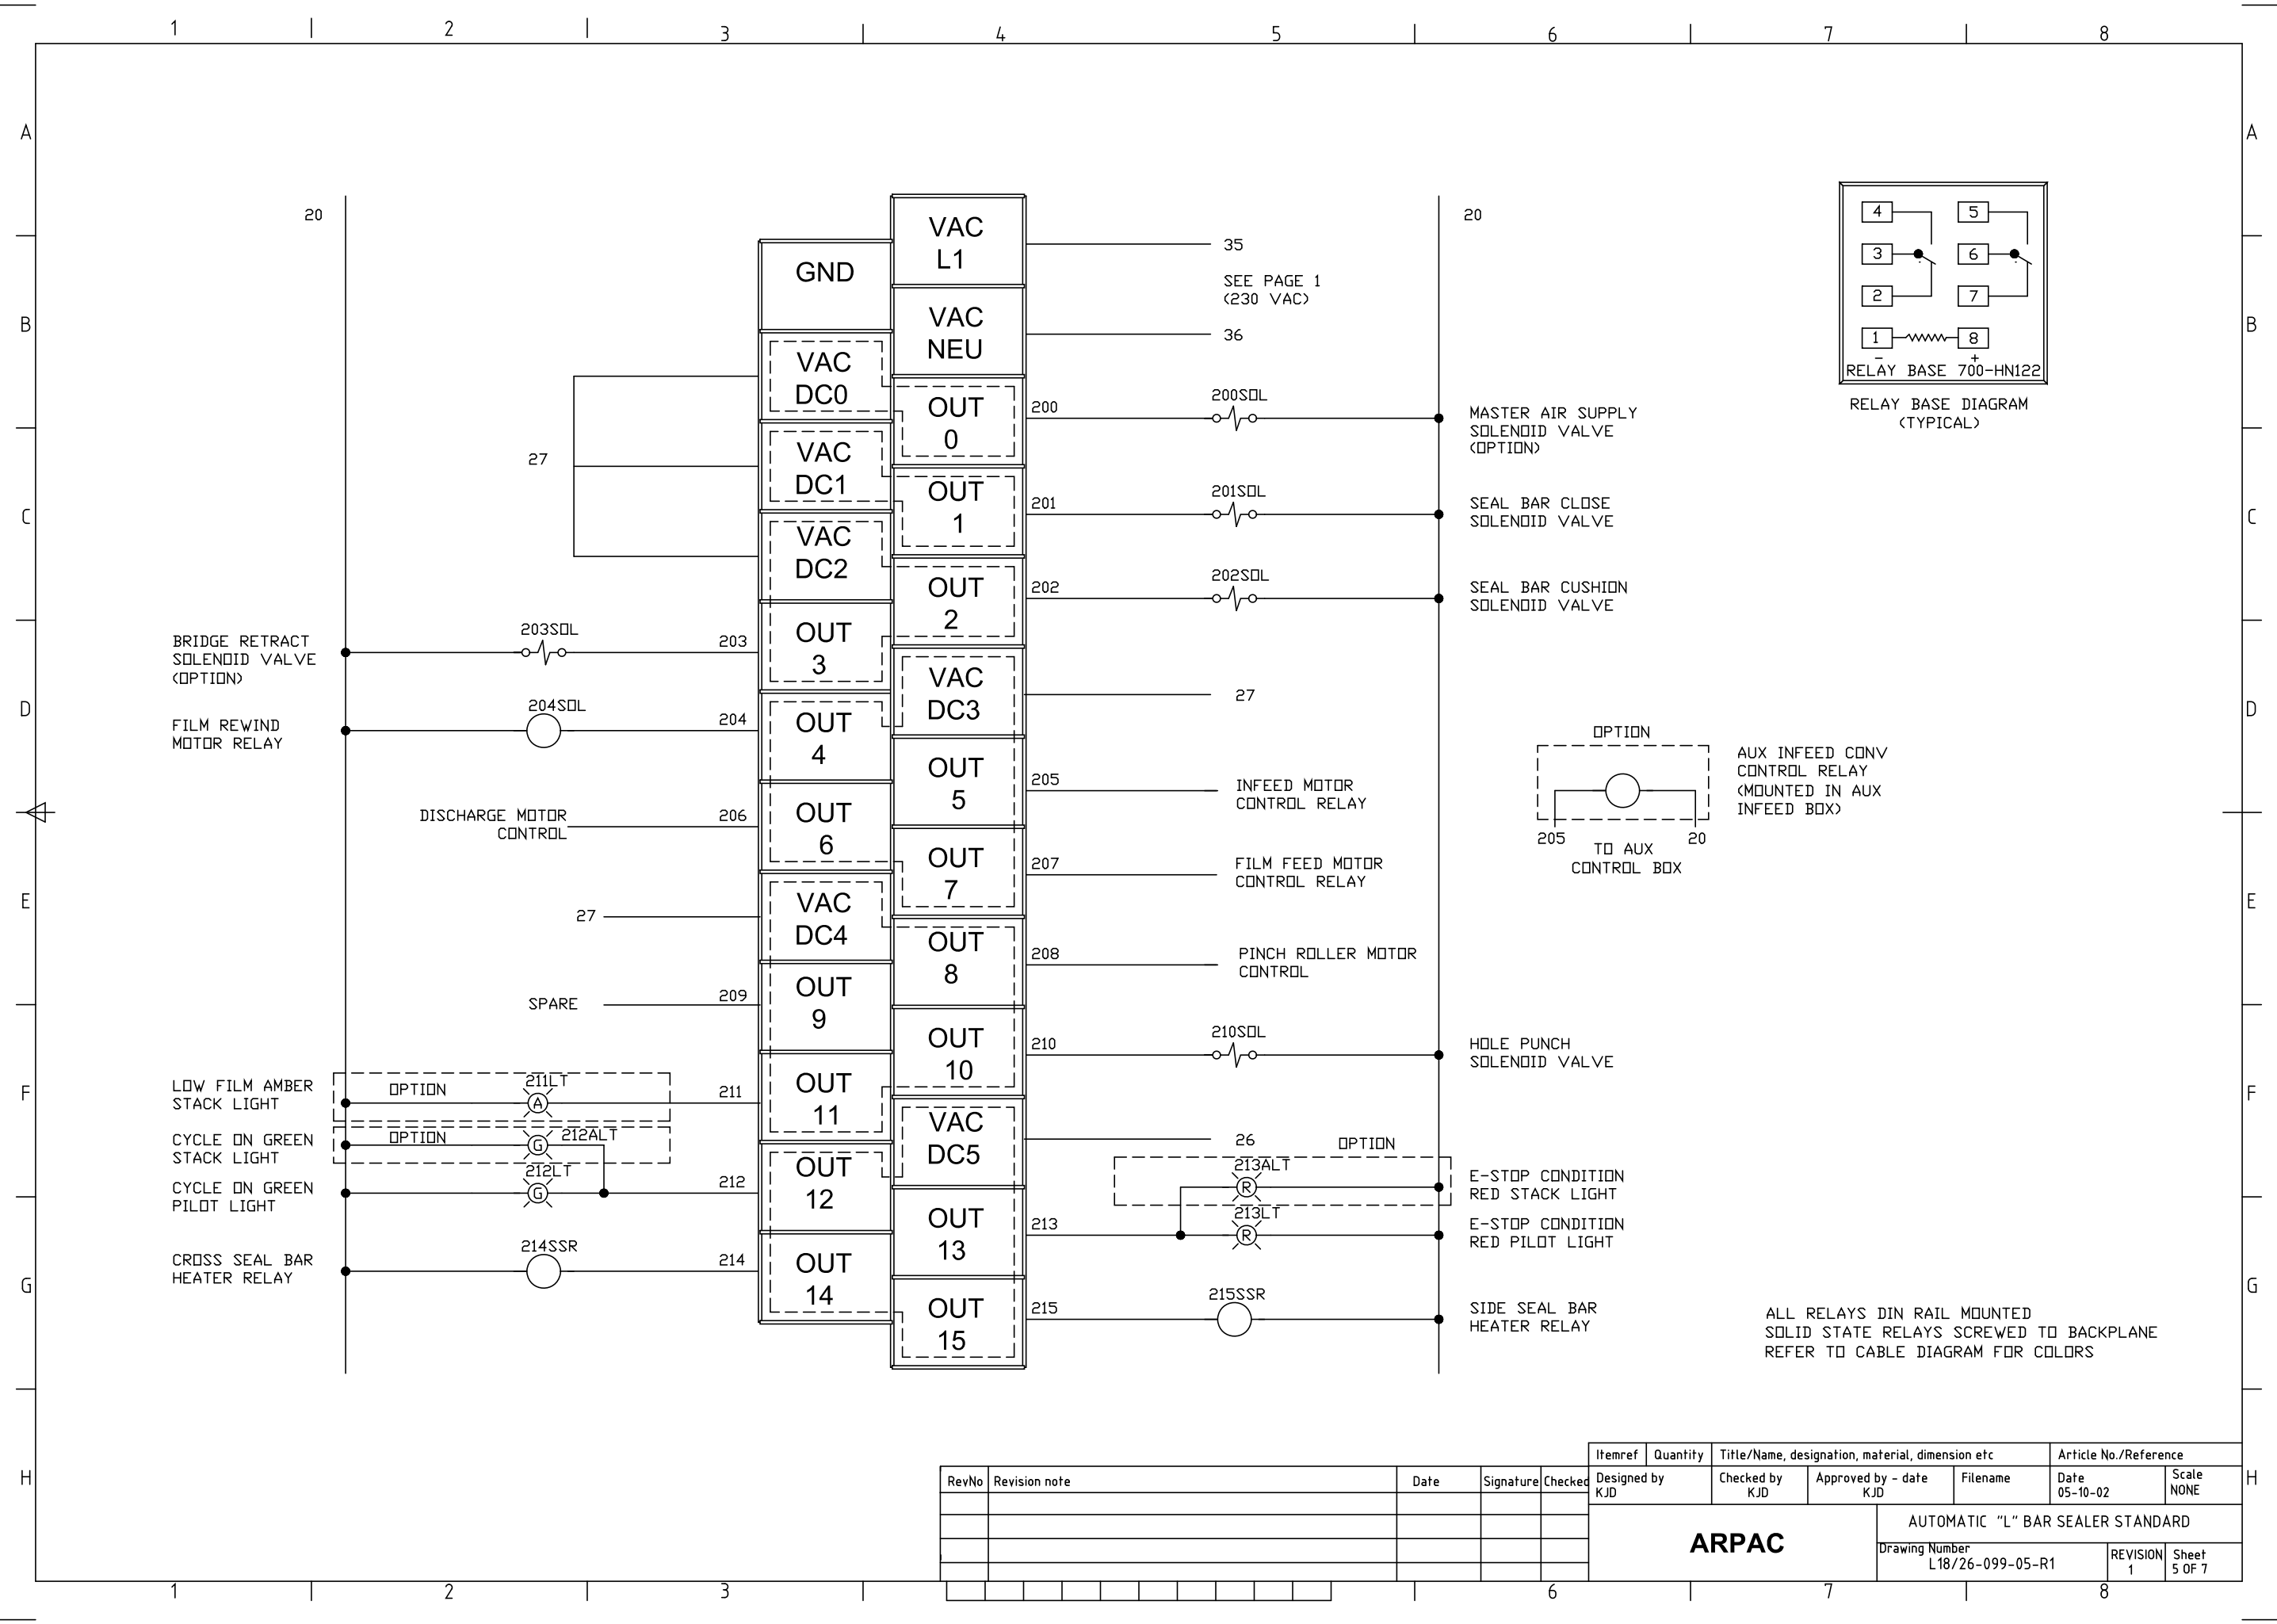 1 2 3 4 5 6 7 8
A
B
C
D
E
F
G
H
A
B
C
D
E
F
G
H
20
27
BRIDGE RETRACT
SOLENOID VALVE
(OPTION)
203SOL
203
FILM REWIND
MOTOR RELAY
204SOL
204
DISCHARGE MOTOR
CONTROL
206
27
SPARE
209
LOW FILM AMBER
STACK LIGHT
OPTION
211LT
A
211
CYCLE ON GREEN
STACK LIGHT
OPTION
G
212ALT
CYCLE ON GREEN
PILOT LIGHT
212LT
G
212
CROSS SEAL BAR
HEATER RELAY
214SSR
214
GND
VAC
DC0
VAC
DC1
VAC
DC2
OUT
3
OUT
4
OUT
6
VAC
DC4
OUT
9
OUT
11
OUT
12
OUT
14
VAC
L1
VAC
NEU
OUT
0
OUT
1
OUT
2
VAC
DC3
OUT
5
OUT
7
OUT
8
OUT
10
VAC
DC5
OUT
13
OUT
15
20
35
SEE PAGE 1
(230 VAC)
36
200
200SOL
MASTER AIR SUPPLY
SOLENOID VALVE
(OPTION)
201
201SOL
SEAL BAR CLOSE
SOLENOID VALVE
202
202SOL
SEAL BAR CUSHION
SOLENOID VALVE
27
205
INFEED MOTOR
CONTROL RELAY
207
FILM FEED MOTOR
CONTROL RELAY
208
PINCH ROLLER MOTOR
CONTROL
210
210SOL
HOLE PUNCH
SOLENOID VALVE
26
OPTION
213ALT
R
E-STOP CONDITION
RED STACK LIGHT
213
213LT
R
E-STOP CONDITION
RED PILOT LIGHT
215
215SSR
SIDE SEAL BAR
HEATER RELAY
4 5
3 6
2 7
1 8
- +
RELAY BASE 700-HN122
RELAY BASE DIAGRAM
(TYPICAL)
OPTION
205 20
TO AUX
CONTROL BOX
AUX INFEED CONV
CONTROL RELAY
(MOUNTED IN AUX
INFEED BOX)
ALL RELAYS DIN RAIL MOUNTED
SOLID STATE RELAYS SCREWED TO BACKPLANE
REFER TO CABLE DIAGRAM FOR COLORS
RevNo Revision note Date Signature Checked
Itemref Quantity Title/Name, designation, material, dimension etc Article No./Reference
Designed by Checked by Approved by - date Filename Date Scale
KJD KJD KJD 05-10-02 NONE
ARPAC
AUTOMATIC "L" BAR SEALER STANDARD
Drawing Number
L18/26-099-05-R1
REVISION
1
Sheet
5 OF 7
1 2 3 6 7 8